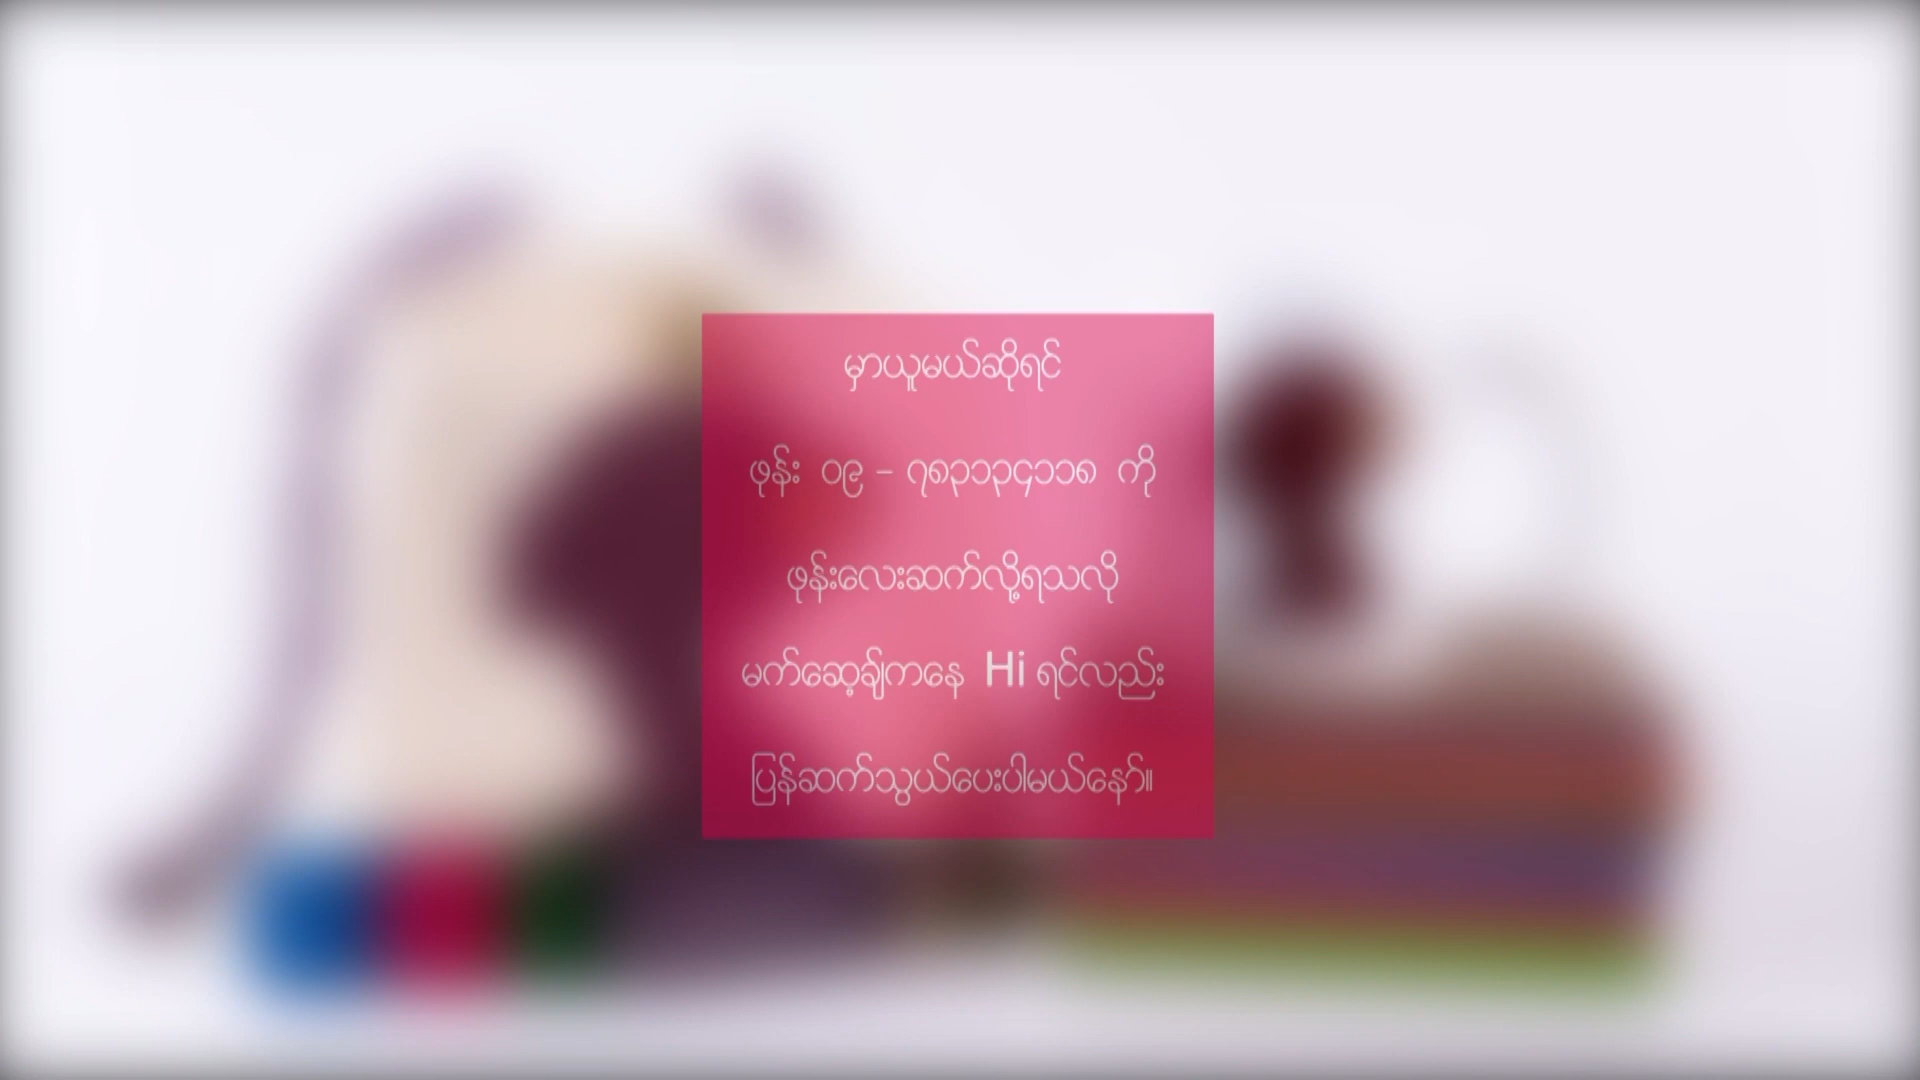 မှာယူမယ်ဆိုရင်
ဖုန်း ၀၉ - ၇၈၃၁၃၄၁၁၈ ကို
ဖုန်းလေးဆက်လို့ရသလို
မက်ဆေ့ချ်ကနေ Hi ရင်လည်း
ပြန်ဆက်သွယ်ပေးပါမယ်နော်။